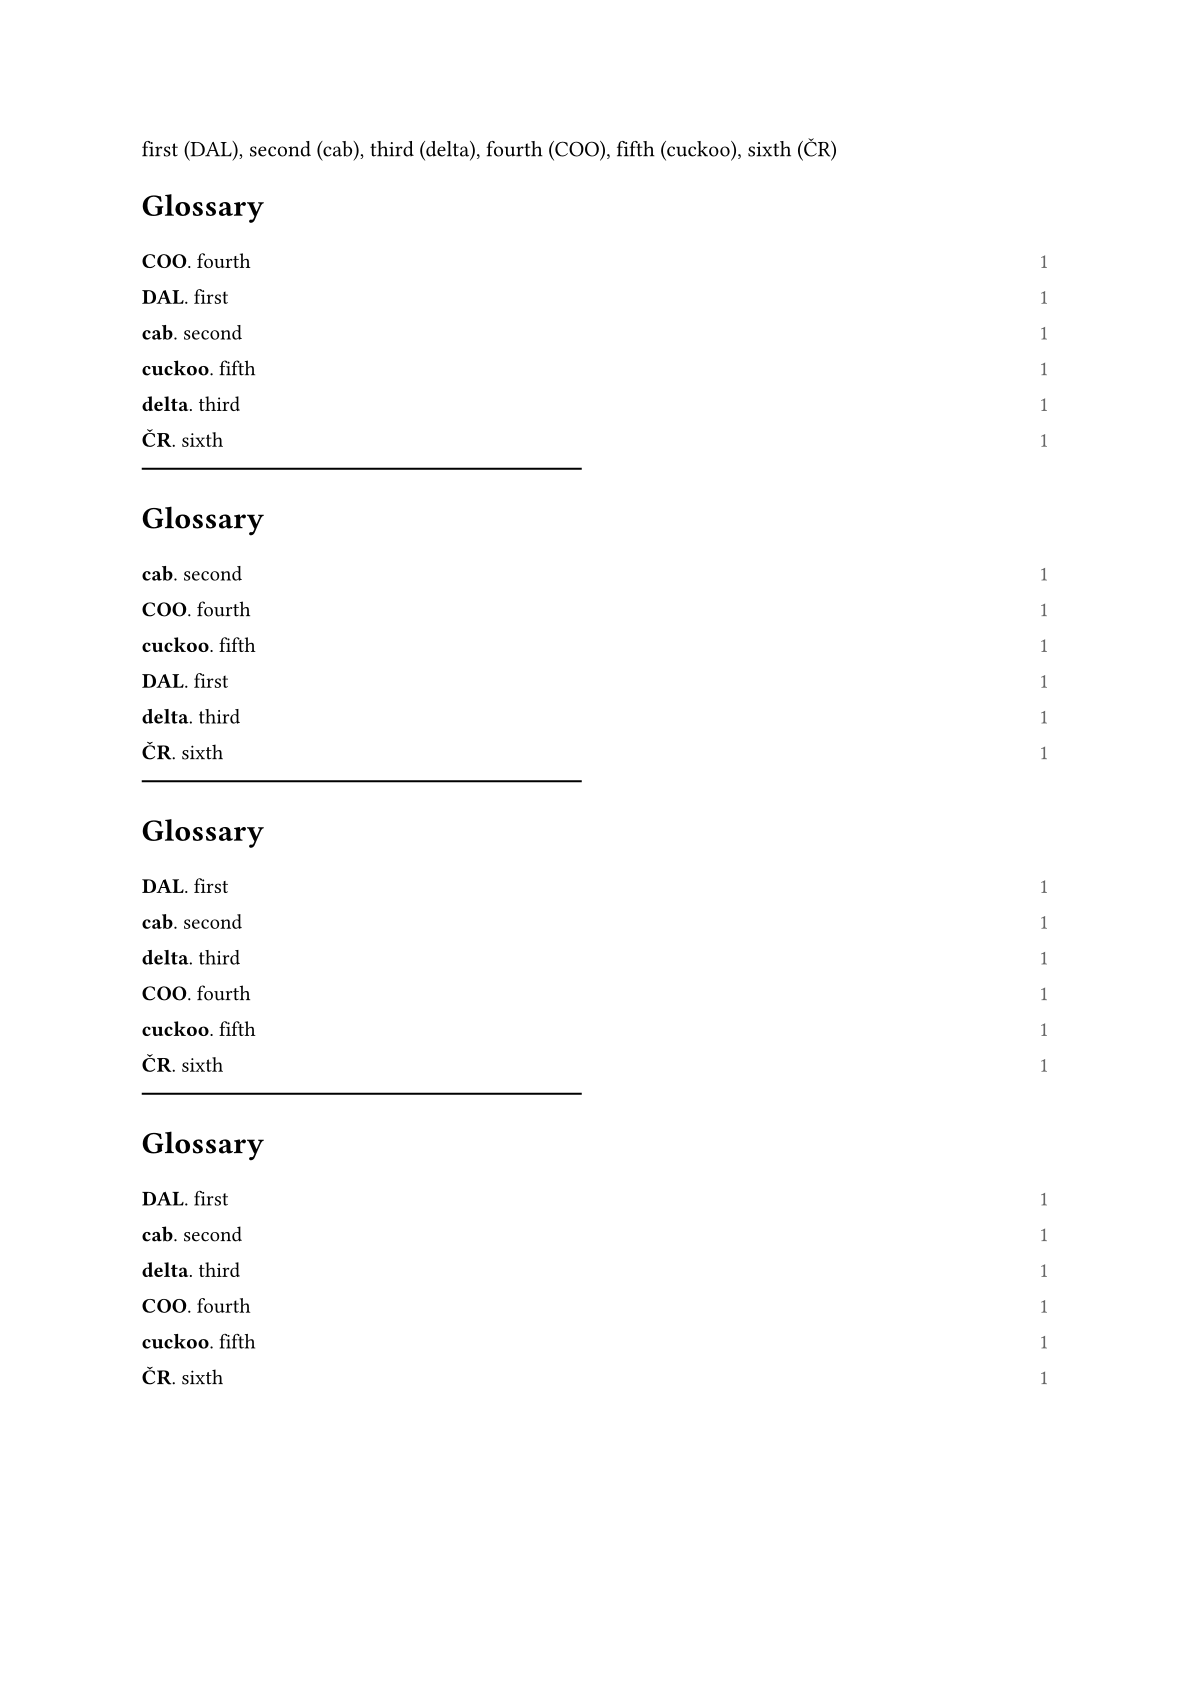 first (DAL), second (cab), third (delta), fourth (COO), fifth (cuckoo), sixth (ČR)
Glossary
COO. fourth 1
DAL. first 1
cab. second 1
cuckoo. fifth 1
delta. third 1
ČR. sixth 1
Glossary
cab. second 1
COO. fourth 1
cuckoo. fifth 1
DAL. first 1
delta. third 1
ČR. sixth 1
Glossary
DAL. first 1
cab. second 1
delta. third 1
COO. fourth 1
cuckoo. fifth 1
ČR. sixth 1
Glossary
DAL. first 1
cab. second 1
delta. third 1
COO. fourth 1
cuckoo. fifth 1
ČR. sixth 1